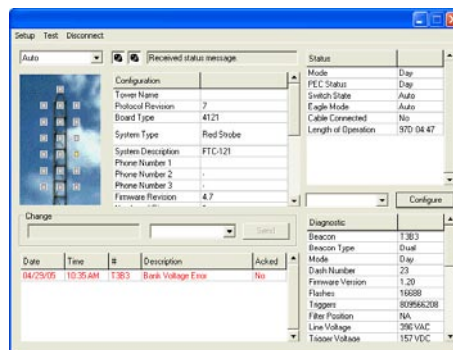 Setup Test Disconnect
Auto
Received status message.
Configuration
Tower Name
Protocol Revision 7
Board Type 4121
System Type Red Strobe
System Description FTC-121
Phone Number 1
Phone Number 2 -
Phone Number 3 -
Firmware Revision 4.7
Status
Mode Day
PEC Status Day
Switch State Auto
Eagle Mode Auto
Cable Connected No
Length of Operation 97D 04:47
Configure
Change
Send
Date Time # Description Acked
04/29/05 10:35 AM T3B3 Bank Voltage Error No
Diagnostic
Beacon T3B3
Beacon Type Dual
Mode Day
Dash Number 23
Firmware Version 1.20
Flashes 16688
Triggers 809566208
Filter Position NA
Line Voltage 396 VAC
Trigger Voltage 157 VDC